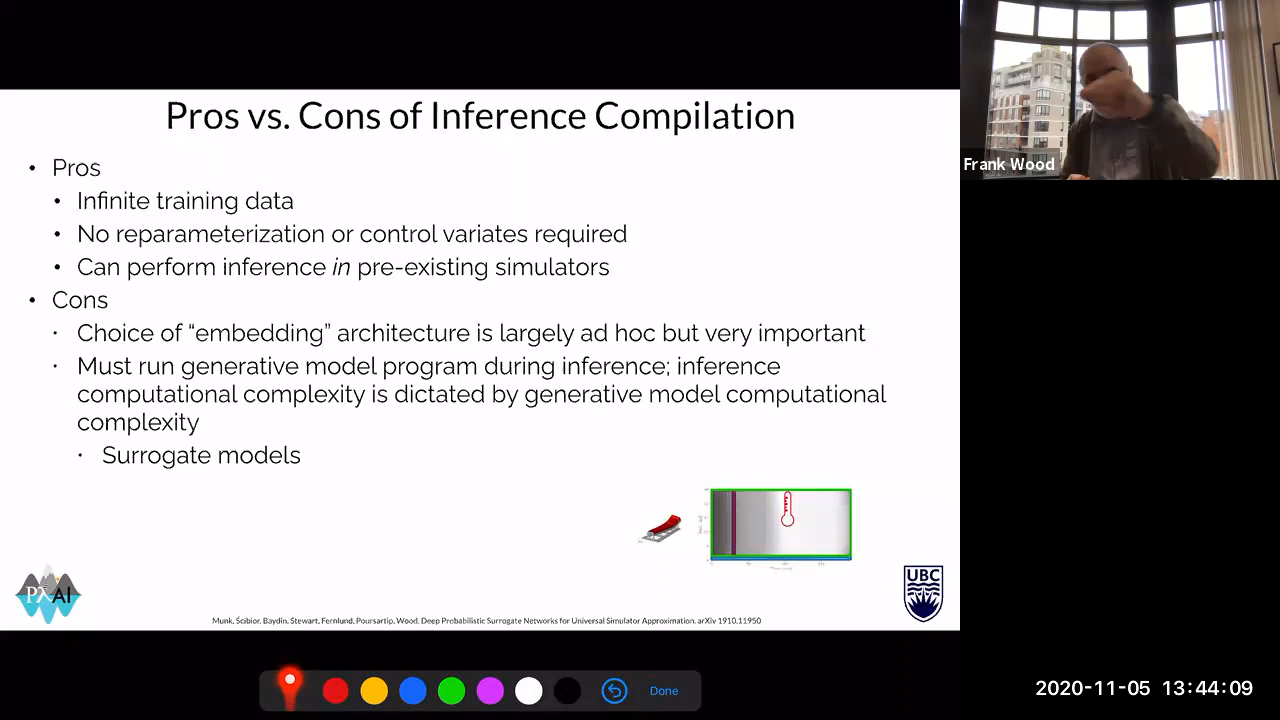 Pros vs. Cons of Inference Compilation
• Pros
• Infinite training data
• No reparameterization or control variates required
• Can perform inference in pre-existing simulators
• Cons
• Choice of “embedding” architecture is largely ad hoc but very important
• Must run generative model program during inference; inference
computational complexity is dictated by generative model computational
complexity
• Surrogate models
PλAI
UBC
Munk, Ścibior, Baydin, Stewart, Fernlund, Poursartip, Wood. Deep Probabilistic Surrogate Networks for Universal Simulator Approximation. arXiv 1910.11950
Frank Wood
Done
2020-11-05 13:44:09